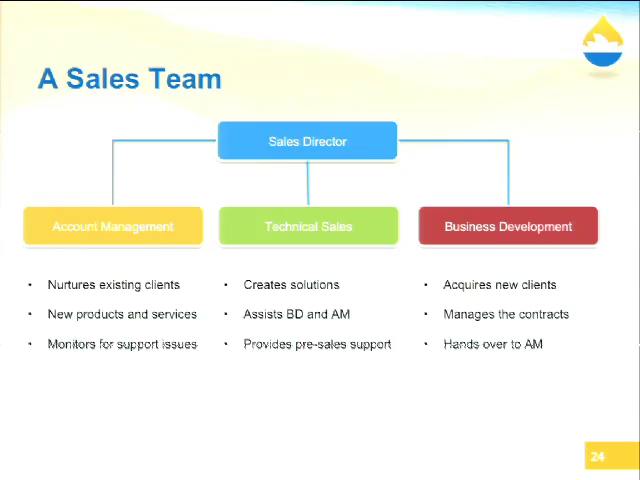 A Sales Team
Sales Director
Account Management
Technical Sales
Business Development
• Nurtures existing clients
• New products and services
• Monitors for support issues
• Creates solutions
• Assists BD and AM
• Provides pre-sales support
• Acquires new clients
• Manages the contracts
• Hands over to AM
24